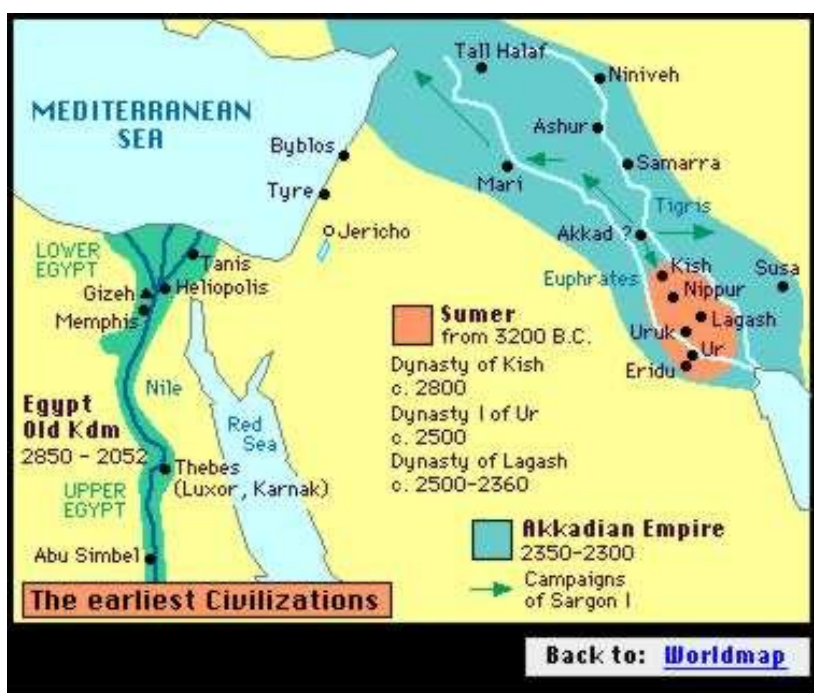 Tall Halaf
Niniveh
MEDITERRANEAN
SEA
Ashur
Byblos
Samarra
Mari
Tyre
Tigris
Jericho
Akkad ?
LOWER
EGYPT
Tanis
Euphrates
Kish
Susa
Heliopolis
Gizeh
Nippur
Memphis
Sumer
from 3200 B.C.
Lagash
Uruk
Ur
Eridu
Dynasty of Kish
c. 2800
Nile
Egypt
Old Kdm
2850 - 2052
Red
Sea
Dynasty I of Ur
c. 2500
Dynasty of Lagash
c. 2500-2360
Thebes
(Luxor, Karnak)
UPPER
EGYPT
Akkadian Empire
2350-2300
Abu Simbel
Campaigns
of Sargon I
The earliest Civilizations
Back to: Worldmap